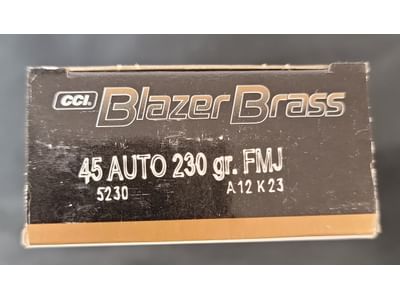 CCI. Blazer Brass
45 AUTO 230 gr. FMJ
5230 A12K23